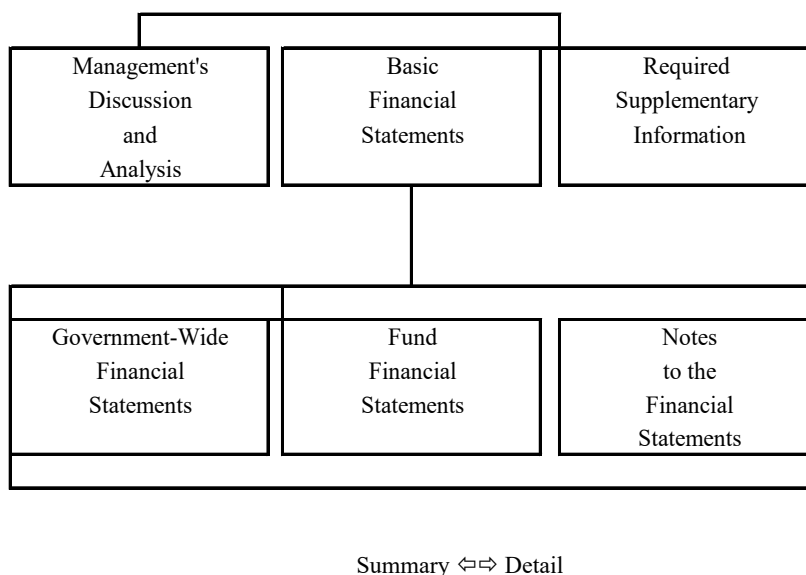 Management's
Discussion
and
Analysis
Basic
Financial
Statements
Required
Supplementary
Information
Government-Wide
Financial
Statements
Fund
Financial
Statements
Notes
to the
Financial
Statements
Summary ⇦⇨ Detail